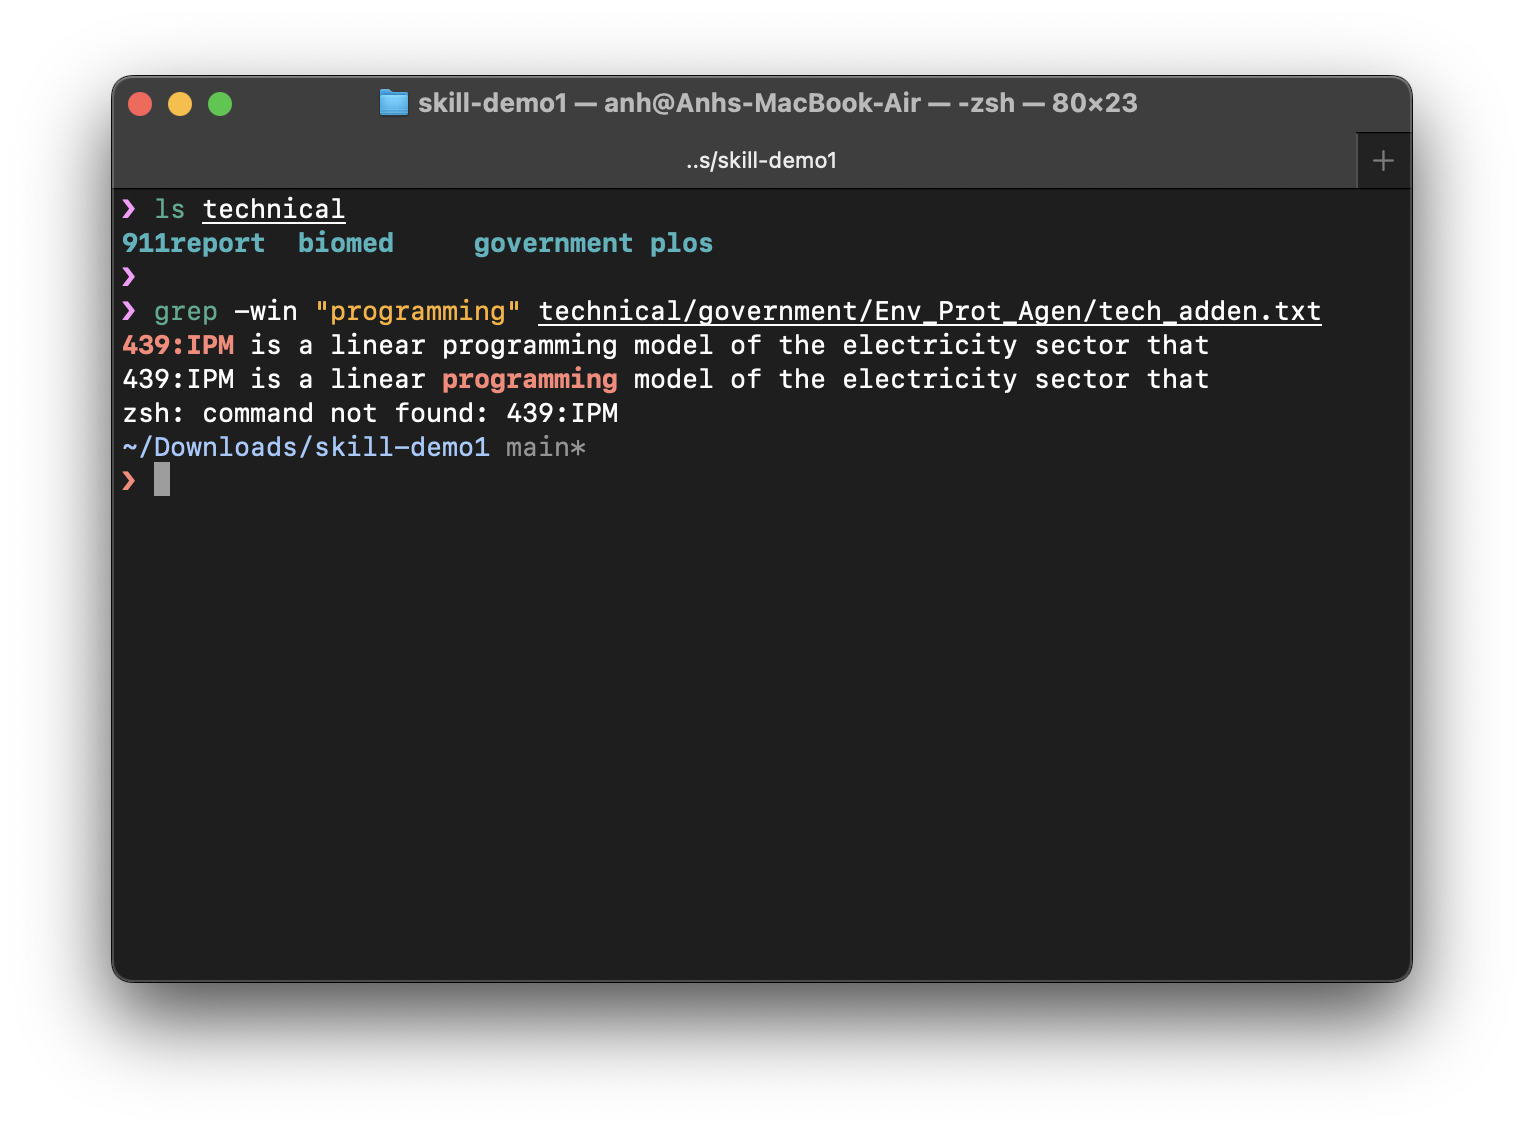 skill-demo1 — anh@Anhs-MacBook-Air — -zsh — 80×23
..s/skill-demo1
+
❯ ls technical
911report  biomed     government plos
❯
❯ grep -win "programming" technical/government/Env_Prot_Agen/tech_adden.txt
439:IPM is a linear programming model of the electricity sector that
439:IPM is a linear programming model of the electricity sector that
zsh: command not found: 439:IPM
~/Downloads/skill-demo1 main*
❯